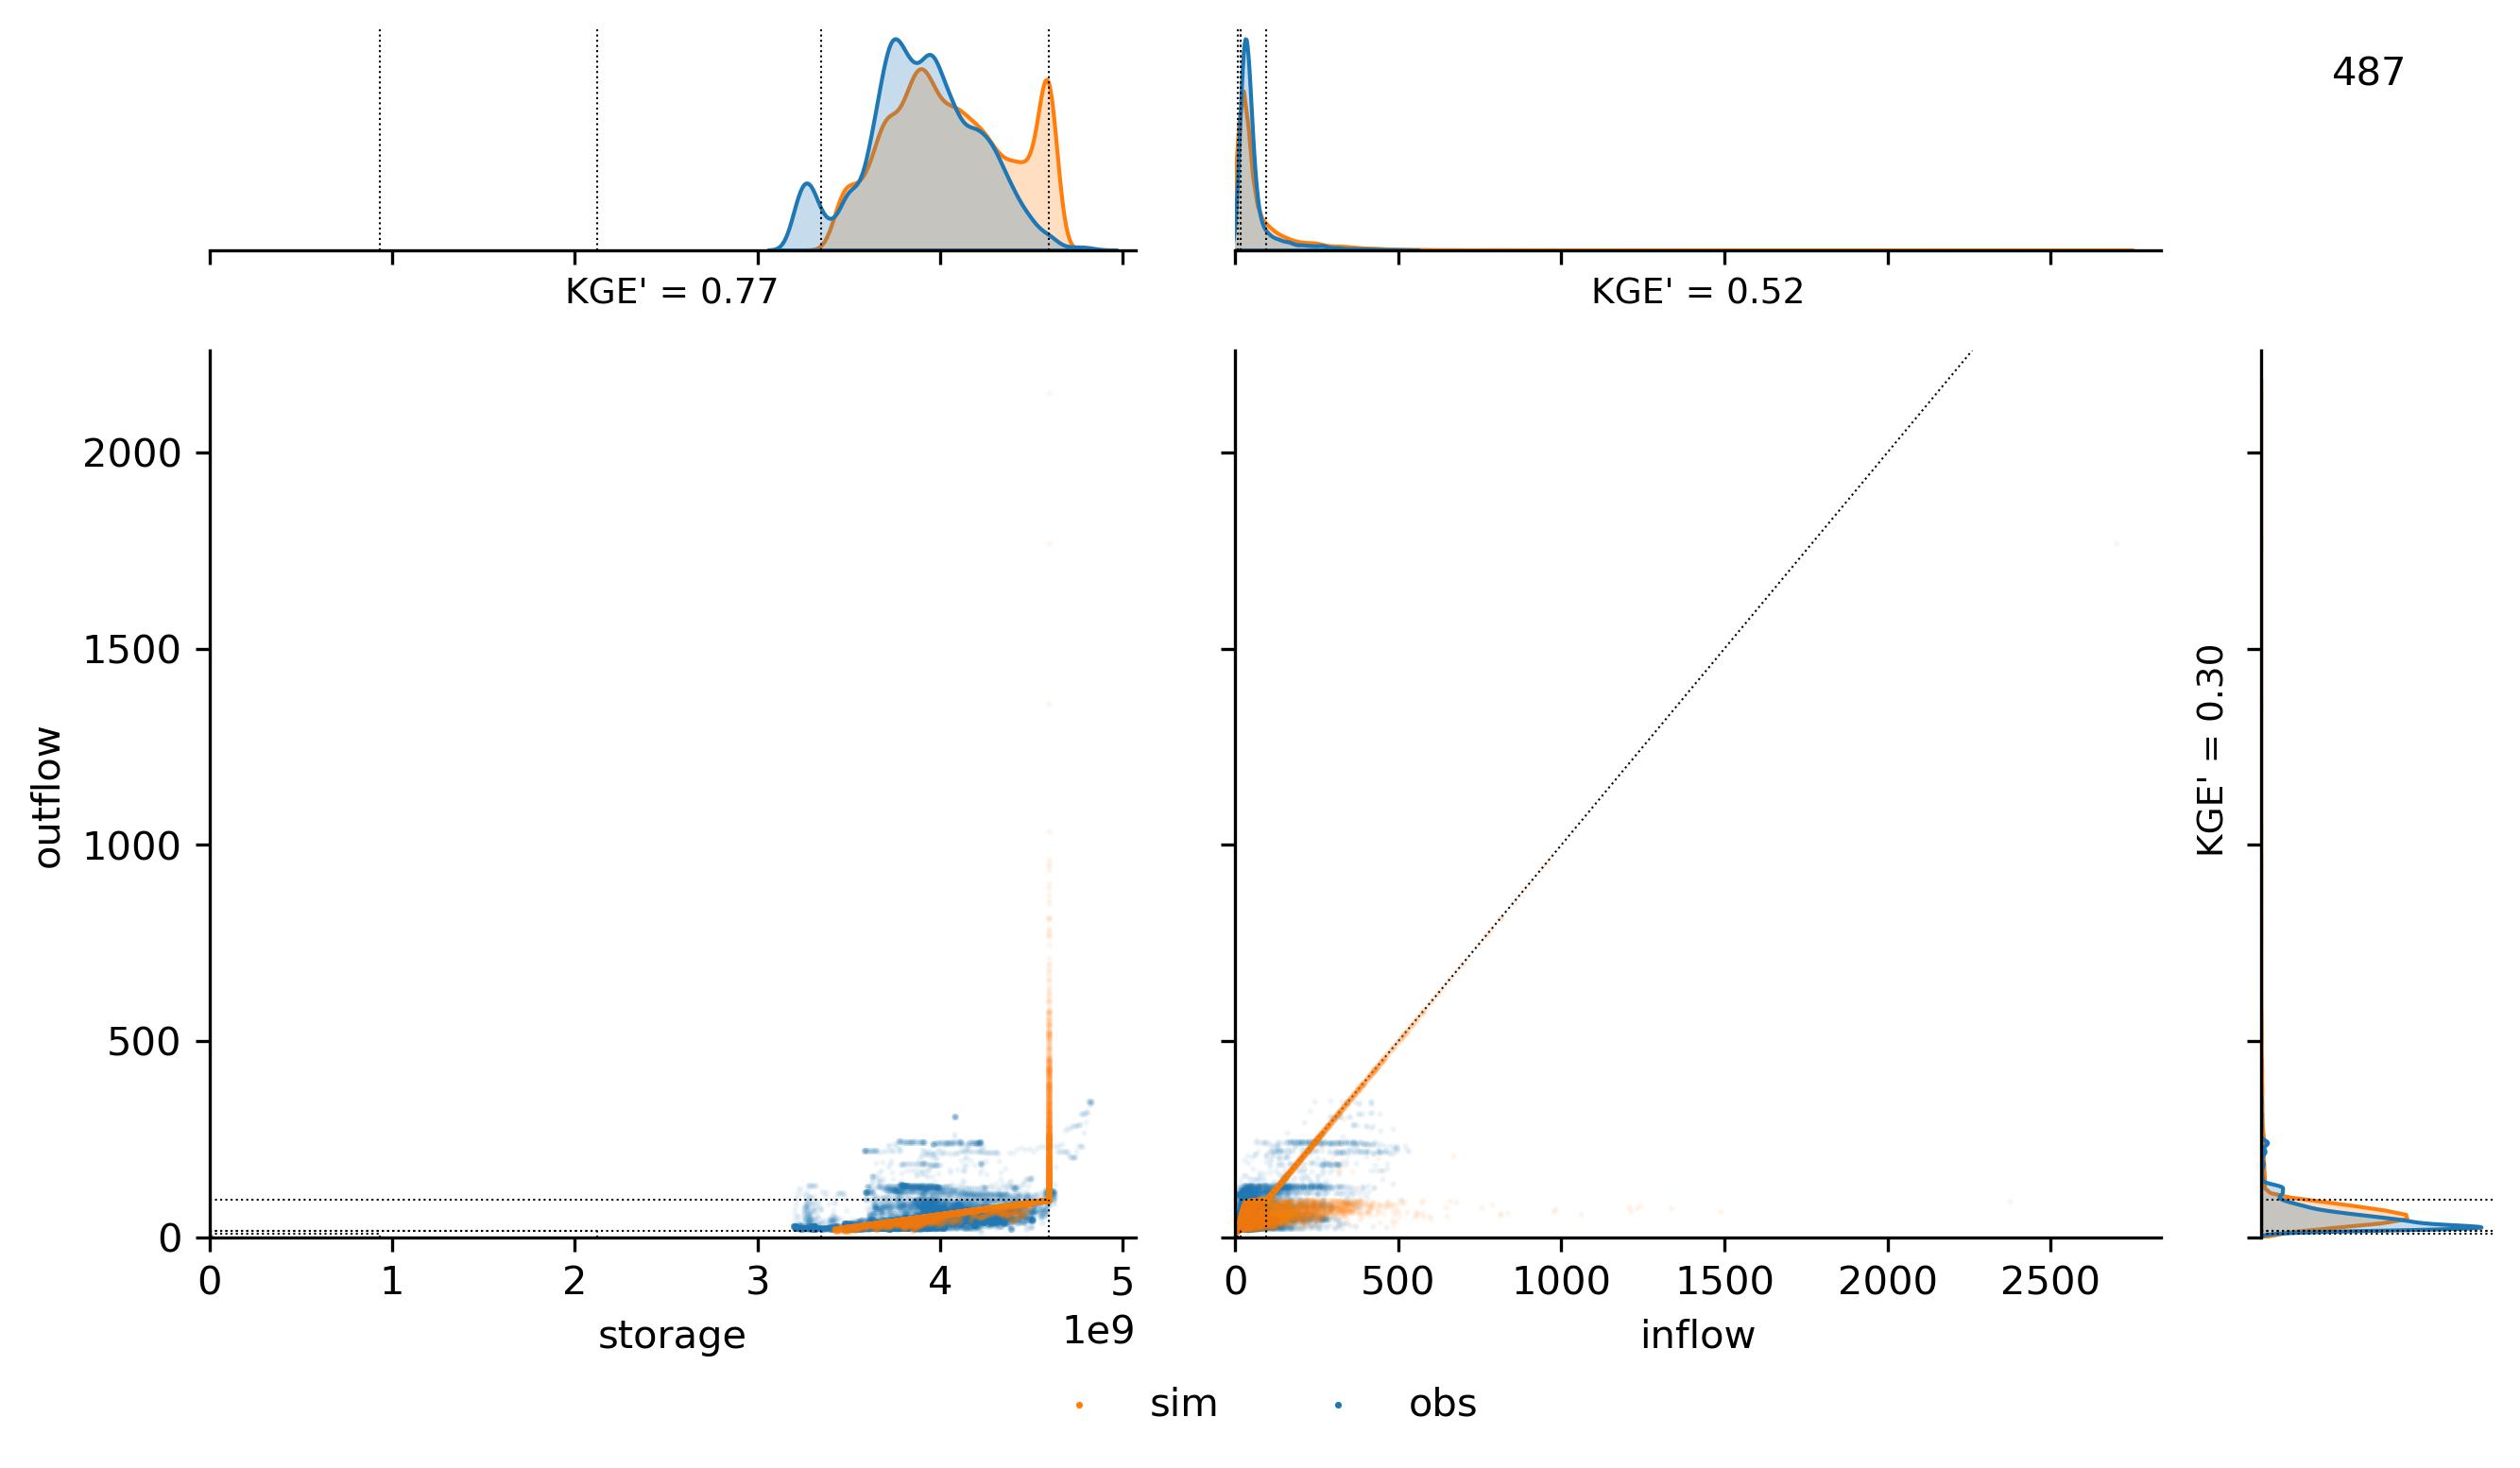 487
KGE' = 0.77
KGE' = 0.52
outflow
2000
1500
1000
500
0
KGE' = 0.30
0 1 2 3 4 5
1e9
storage
0 500 1000 1500 2000 2500
inflow
sim obs